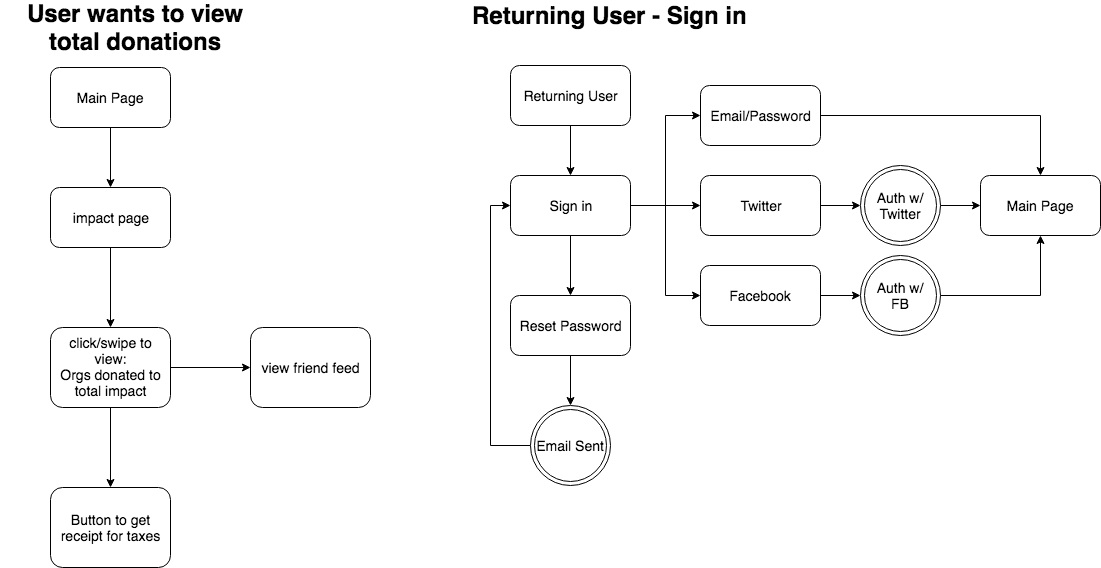 User wants to view
total donations
Main Page
impact page
click/swipe to
view:
Orgs donated to
total impact
view friend feed
Button to get
receipt for taxes
Returning User - Sign in
Returning User
Sign in
Reset Password
Email Sent
Email/Password
Twitter
Auth w/
Twitter
Facebook
Auth w/
FB
Main Page